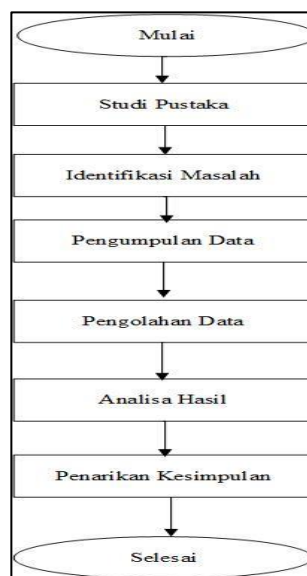 Mulai
Studi Pustaka
Identifikasi Masalah
Pengumpulan Data
Pengolahan Data
Analisa Hasil
Penarikan Kesimpulan
Selesai